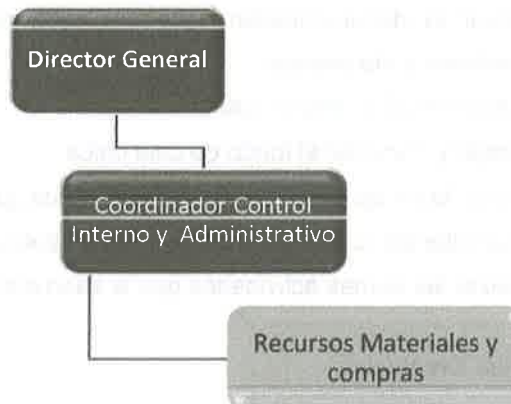 Director General
Coordinador Control
Interno y Administrativo
Recursos Materiales y
compras